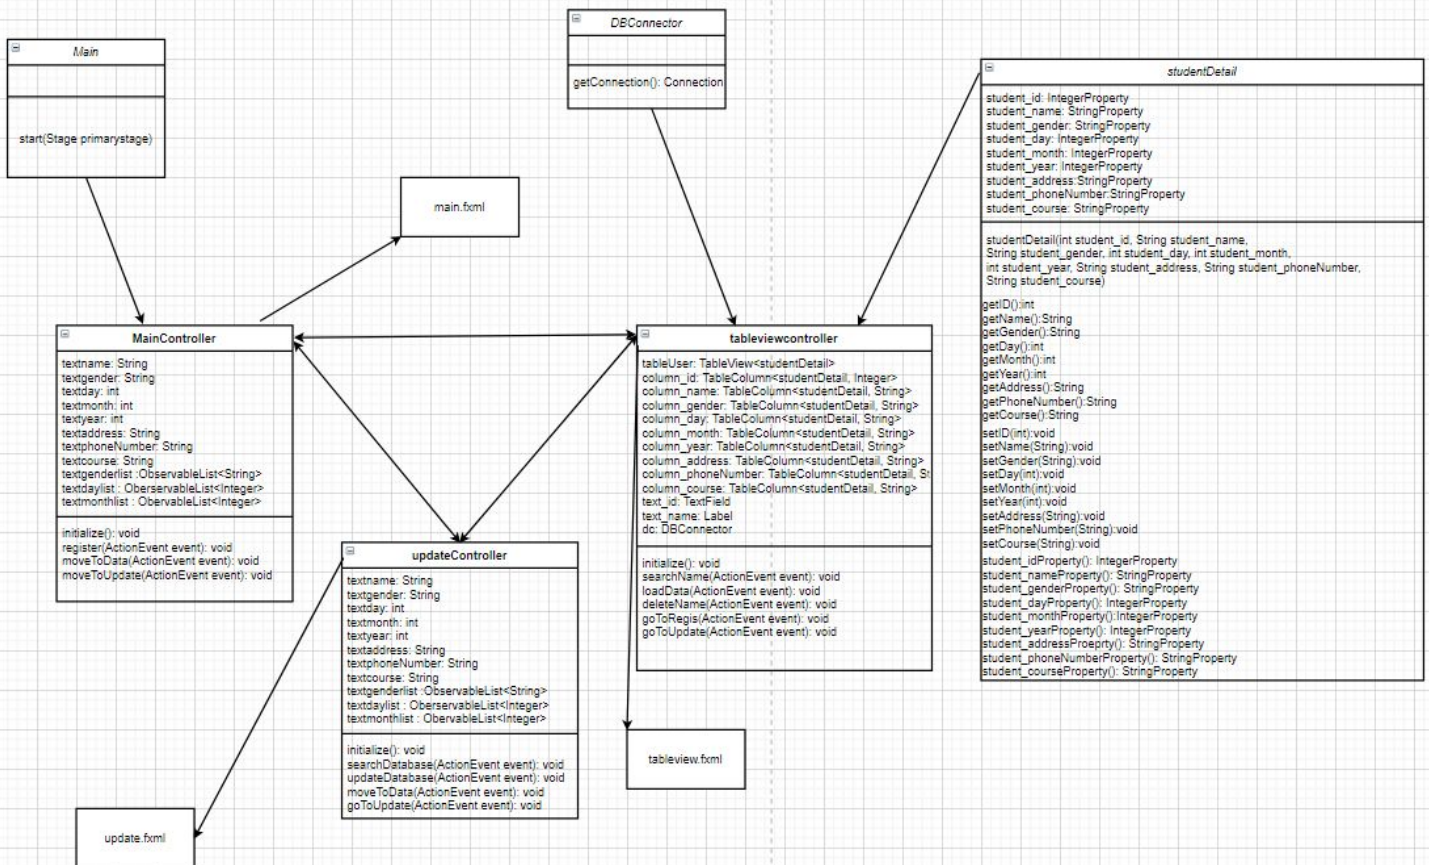 Main
start(Stage primarystage)
DBConnector
getConnection(): Connection
studentDetail
student_id: IntegerProperty
student_name: StringProperty
student_gender: StringProperty
student_day: IntegerProperty
student_month: IntegerProperty
student_year: IntegerProperty
student_address:StringProperty
student_phoneNumber:StringProperty
student_course: StringProperty
studentDetail(int student_id, String student_name,
String student_gender, int student_day, int student_month,
int student_year, String student_address, String student_phoneNumber,
String student_course)
getID():int
getName():String
getGender():String
getDay():int
getMonth():int
getYear():int
getAddress():String
getPhoneNumber():String
getCourse():String
setID(int):void
setName(String):void
setGender(String):void
setDay(int):void
setMonth(int):void
setYear(int):void
setAddress(String):void
setPhoneNumber(String):void
setCourse(String):void
student_idProperty(): IntegerProperty
student_nameProperty(): StringProperty
student_genderProperty(): StringProperty
student_dayProperty(): IntegerProperty
student_monthProperty():IntegerProperty
student_yearProperty(): IntegerProperty
student_addressProeprty(): StringProperty
student_phoneNumberProperty(): StringProperty
student_courseProperty(): StringProperty
main.fxml
MainController
textname: String
textgender: String
textday: int
textmonth: int
textyear: int
textaddress: String
textphoneNumber: String
textcourse: String
textgenderlist :ObservableList<String>
textdaylist : OberservableList<Integer>
textmonthlist : ObervableList<Integer>
initialize(): void
register(ActionEvent event): void
moveToData(ActionEvent event): void
moveToUpdate(ActionEvent event): void
tableviewcontroller
tableUser: TableView<studentDetail>
column_id: TableColumn<studentDetail, Integer>
column_name: TableColumn<studentDetail, String>
column_gender: TableColumn<studentDetail, String>
column_day: TableColumn<studentDetail, String>
column_month: TableColumn<studentDetail, String>
column_year: TableColumn<studentDetail, String>
column_address: TableColumn<studentDetail, String>
column_phoneNumber: TableColumn<studentDetail, St
column_course: TableColumn<studentDetail, String>
text_id: TextField
text_name: Label
dc: DBConnector
initialize(): void
searchName(ActionEvent event): void
loadData(ActionEvent event): void
deleteName(ActionEvent event): void
goToRegis(ActionEvent event): void
goToUpdate(ActionEvent event): void
updateController
textname: String
textgender: String
textday: int
textmonth: int
textyear: int
textaddress: String
textphoneNumber: String
textcourse: String
textgenderlist :ObservableList<String>
textdaylist : OberservableList<Integer>
textmonthlist : ObervableList<Integer>
initialize(): void
searchDatabase(ActionEvent event): void
updateDatabase(ActionEvent event): void
moveToData(ActionEvent event): void
goToUpdate(ActionEvent event): void
tableview.fxml
update.fxml